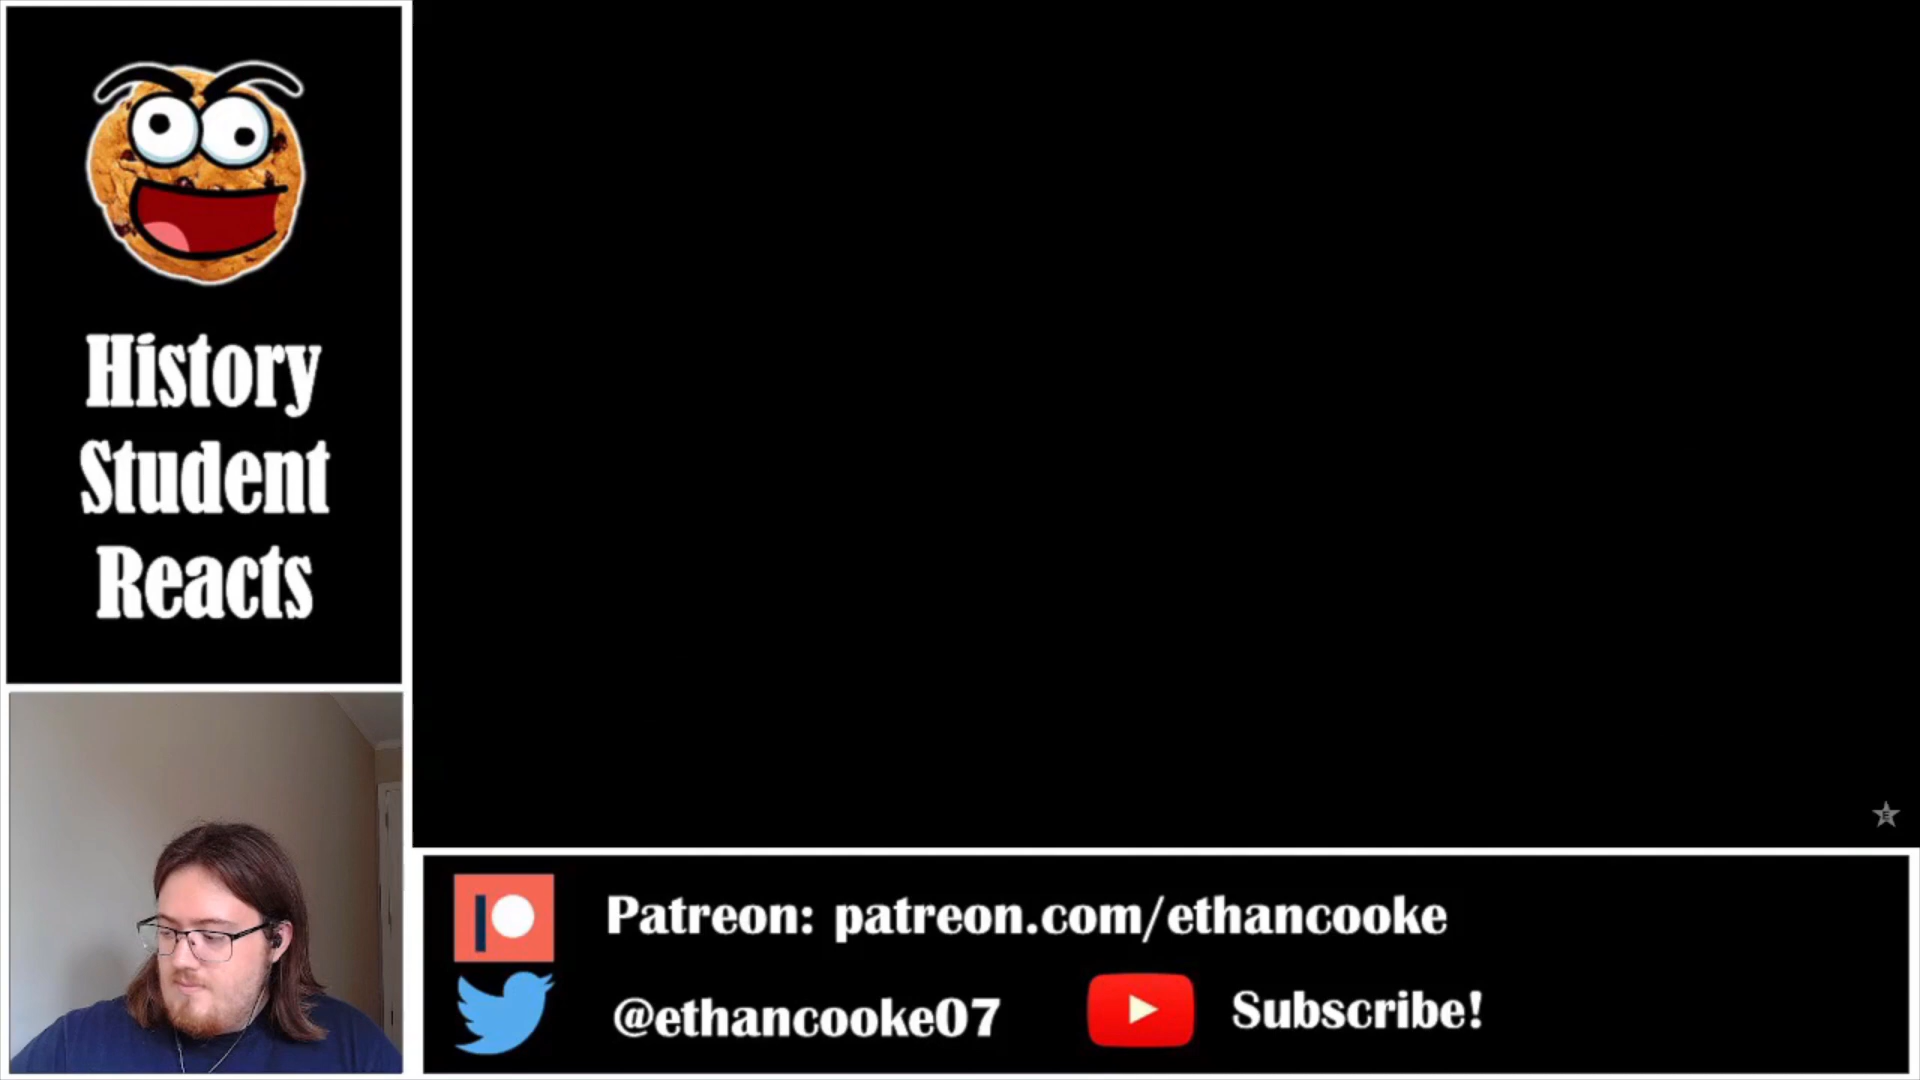 History
Student
Reacts
Patreon: patreon.com/ethancooke
@ethancooke07
Subscribe!